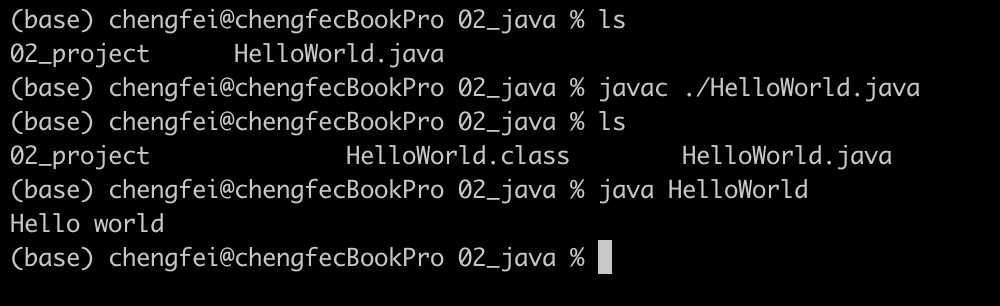 (base) chengfei@chengfecBookPro 02_java % ls
02_project HelloWorld.java
(base) chengfei@chengfecBookPro 02_java % javac ./HelloWorld.java
(base) chengfei@chengfecBookPro 02_java % ls
02_project HelloWorld.class HelloWorld.java
(base) chengfei@chengfecBookPro 02_java % java HelloWorld
Hello world
(base) chengfei@chengfecBookPro 02_java %